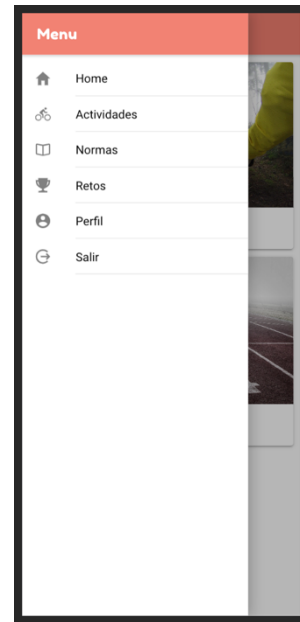 Menu
Home
Actividades
Normas
Retos
Perfil
Salir